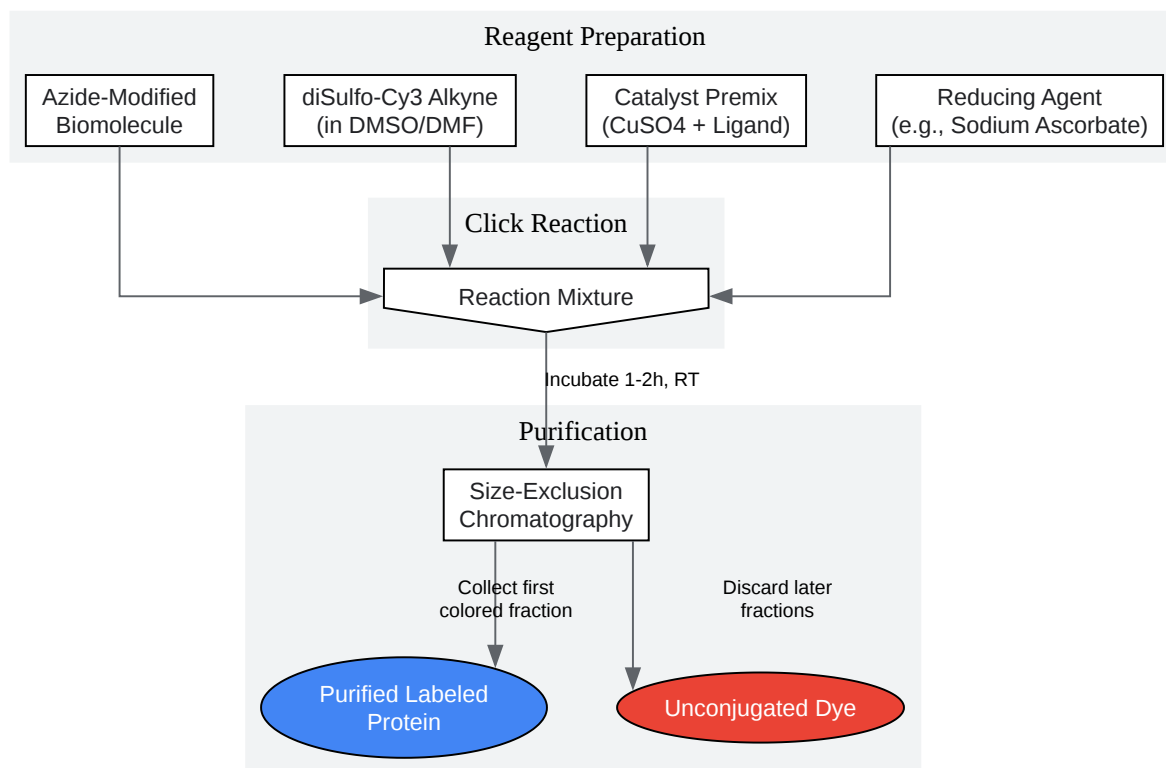 Reagent Preparation
Azide-Modified
Biomolecule
diSulfo-Cy3 Alkyne
(in DMSO/DMF)
Catalyst Premix
(CuSO4 + Ligand)
Reducing Agent
(e.g., Sodium Ascorbate)
Click Reaction
Reaction Mixture
Incubate 1-2h, RT
Purification
Size-Exclusion
Chromatography
Collect first
colored fraction
Discard later
fractions
Purified Labeled
Protein
Unconjugated Dye